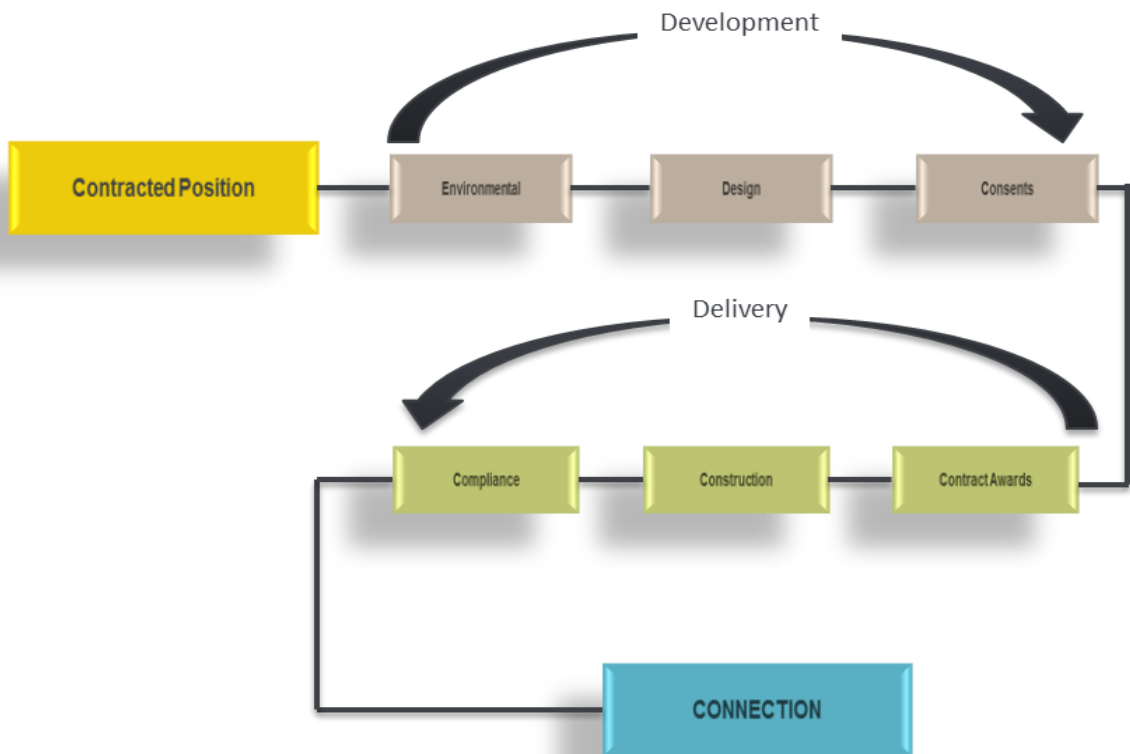 Development
Contracted Position
Environmental
Design
Consents
Delivery
Compliance
Construction
Contract Awards
CONNECTION